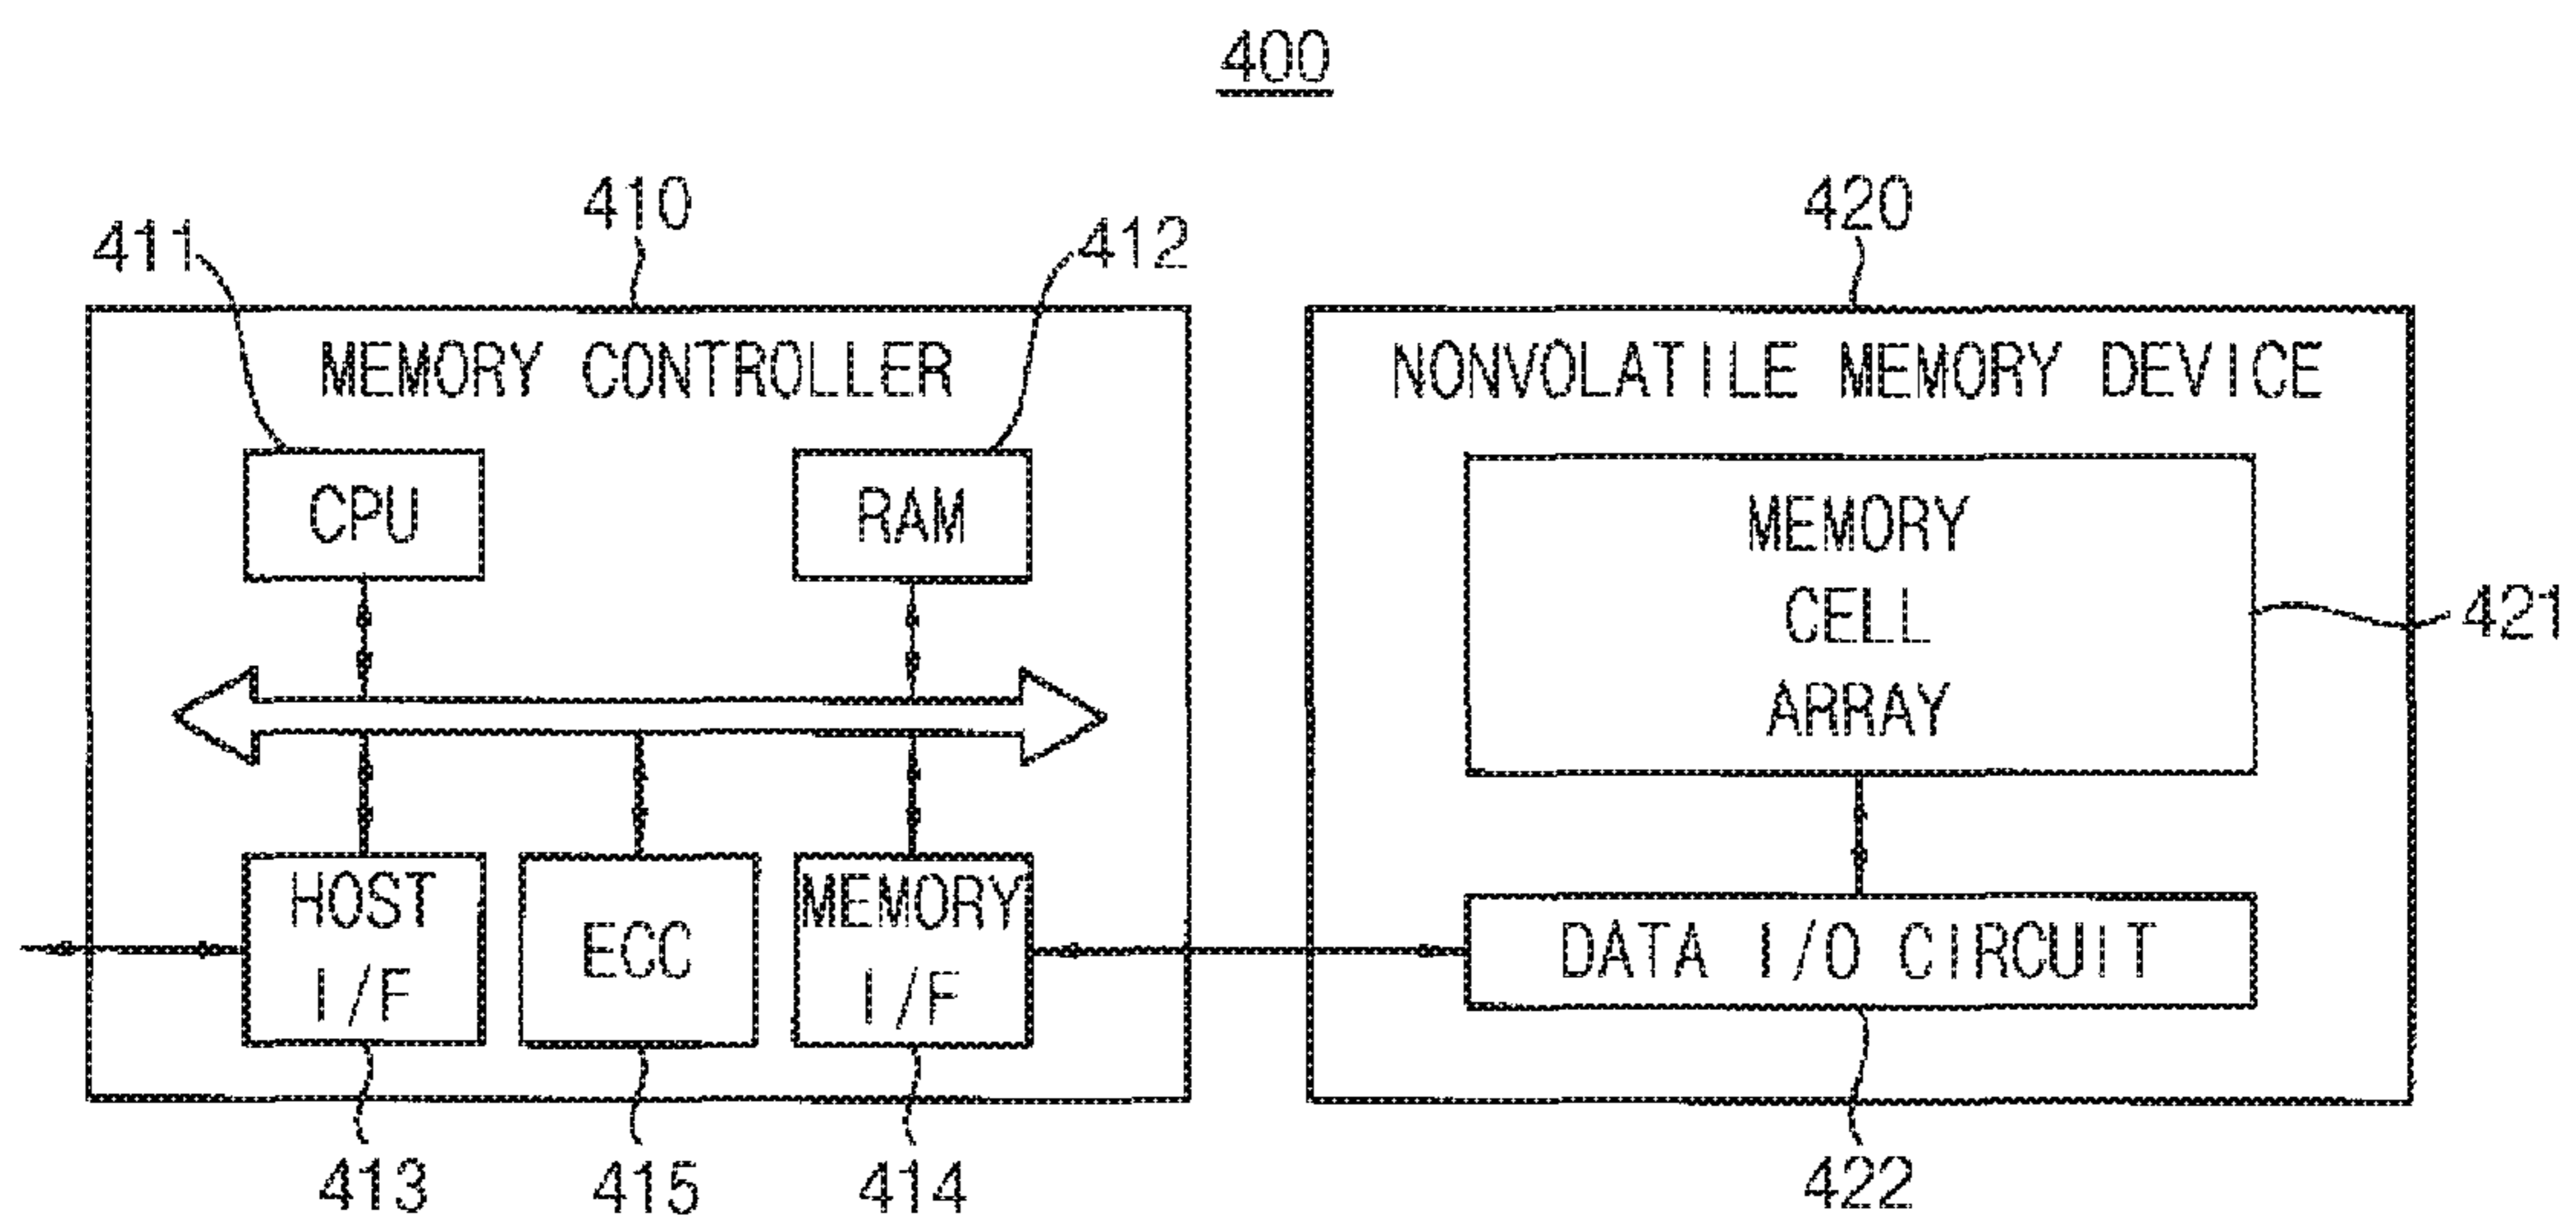 400
410
420
411
412
MEMORY CONTROLLER
NONVOLATILE MEMORY DEVICE
CPU
RAM
MEMORY
CELL
ARRAY
421
HOST
I/F
ECC
MEMORY
I/F
DATA I/O CIRCUIT
413
415
414
422